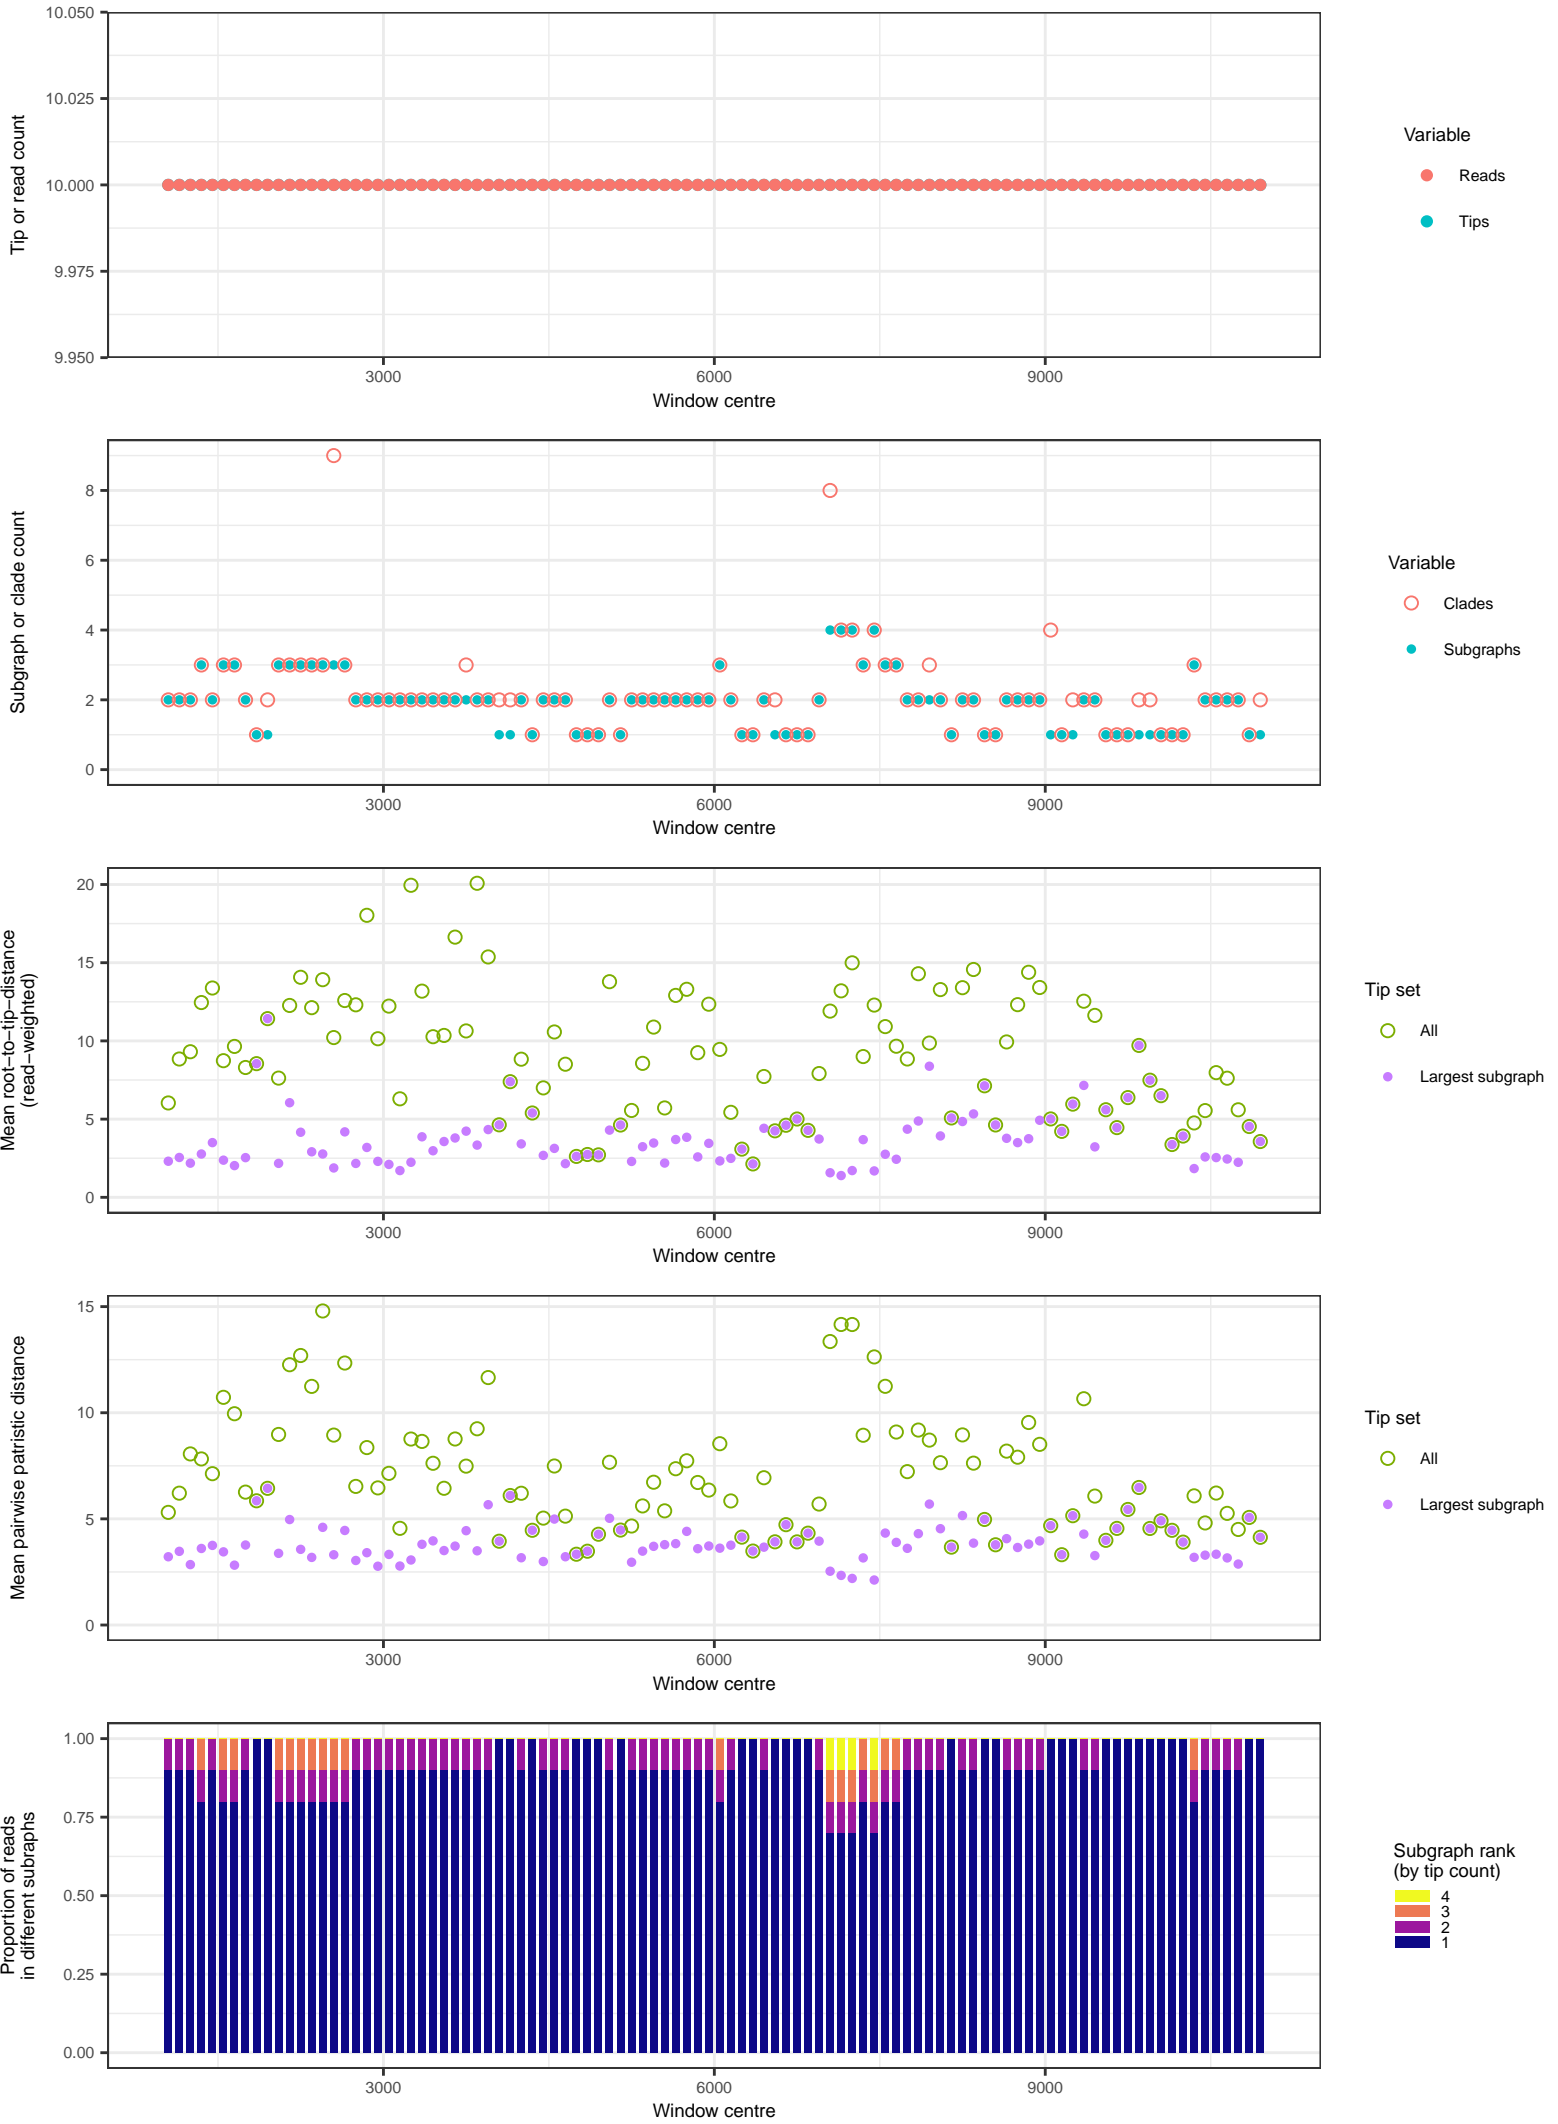 10.050
10.025
10.000
9.975
9.950
Tip or read count
3000 6000 9000
Window centre
Variable
Reads
Tips
8
6
4
2
0
Subgraph or clade count
3000 6000 9000
Window centre
Variable
Clades
Subgraphs
20
15
10
5
0
Mean root−to−tip−distance
(read−weighted)
3000 6000 9000
Window centre
Tip set
All
Largest subgraph
15
10
5
0
Mean pairwise patristic distance
3000 6000 9000
Window centre
Tip set
All
Largest subgraph
1.00
0.75
0.50
0.25
0.00
Proportion of reads
in different subraphs
3000 6000 9000
Window centre
Subgraph rank
(by tip count)
4
3
2
1